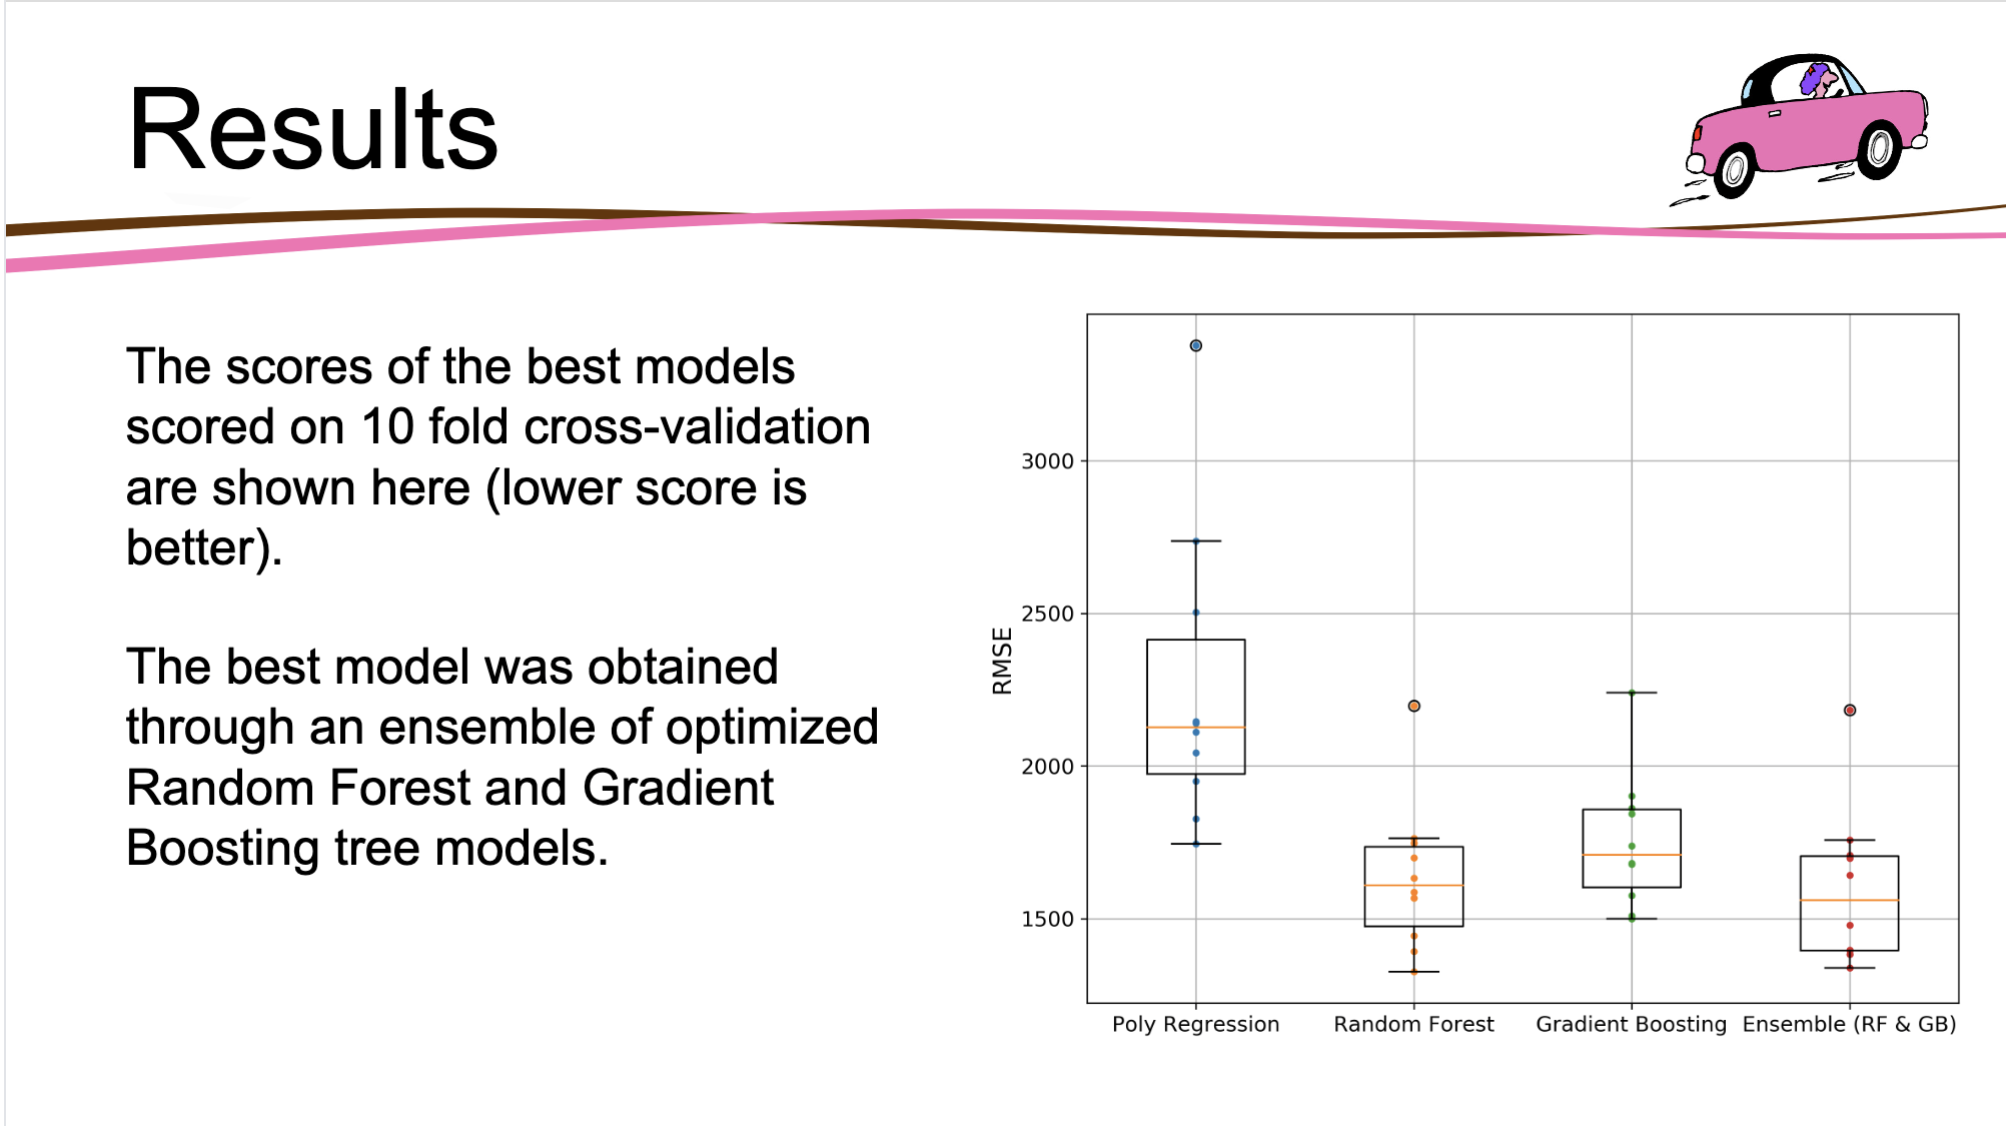 Results
The scores of the best models
scored on 10 fold cross-validation
are shown here (lower score is
better).
The best model was obtained
through an ensemble of optimized
Random Forest and Gradient
Boosting tree models.
RMSE
3000
2500
2000
1500
Poly Regression
Random Forest
Gradient Boosting
Ensemble (RF & GB)